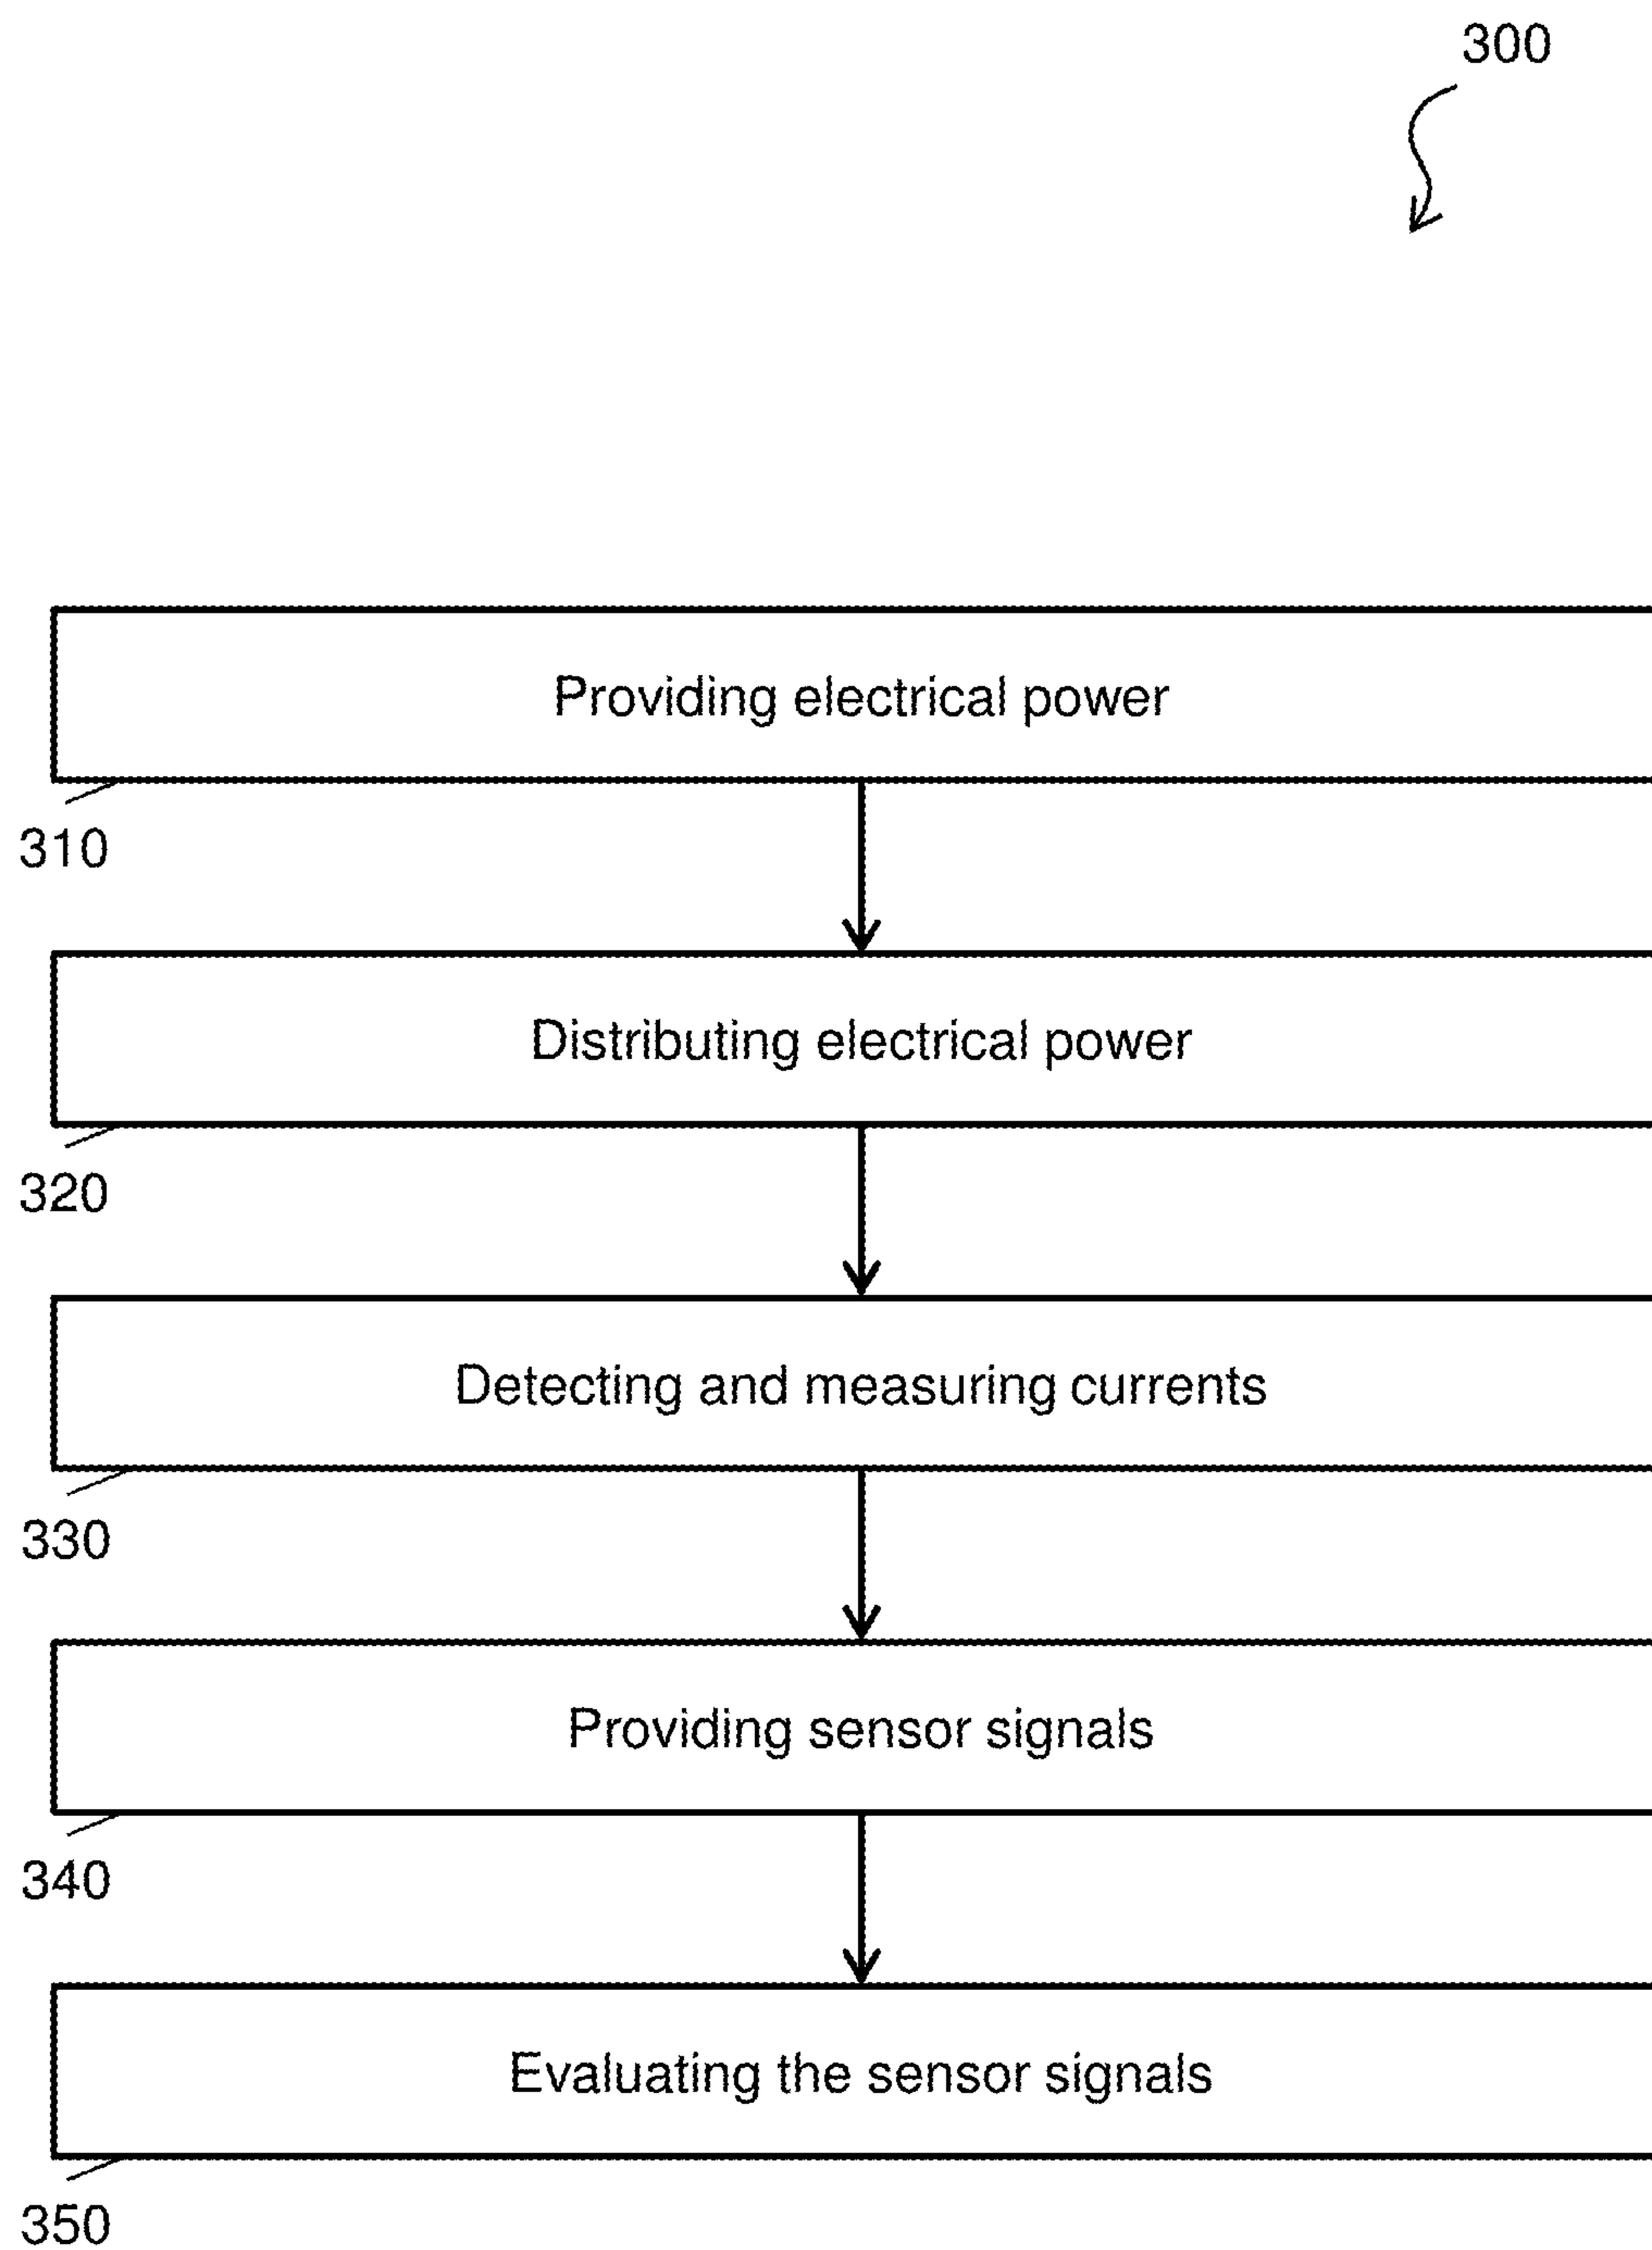 300
Providing electrical power
310
Distributing electrical power
320
Detecting and measuring currents
330
Providing sensor signals
340
Evaluating the sensor signals
350